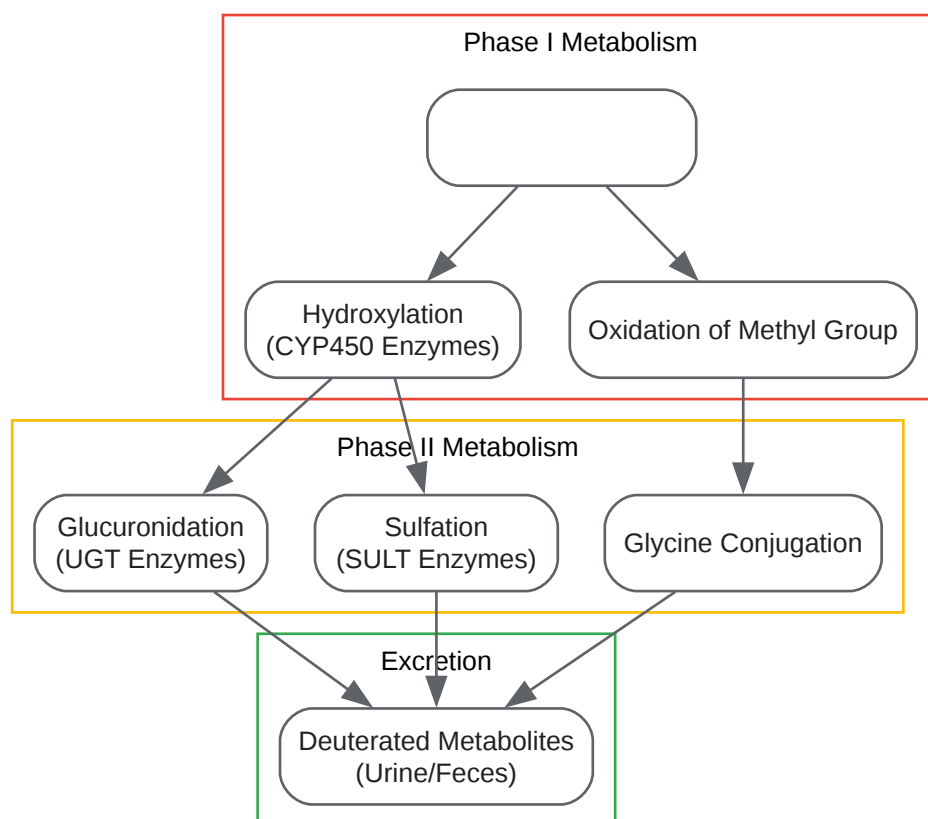 Phase I Metabolism
Hydroxylation
(CYP450 Enzymes)
Oxidation of Methyl Group
Phase II Metabolism
Glucuronidation
(UGT Enzymes)
Sulfation
(SULT Enzymes)
Glycine Conjugation
Excretion
Deuterated Metabolites
(Urine/Feces)